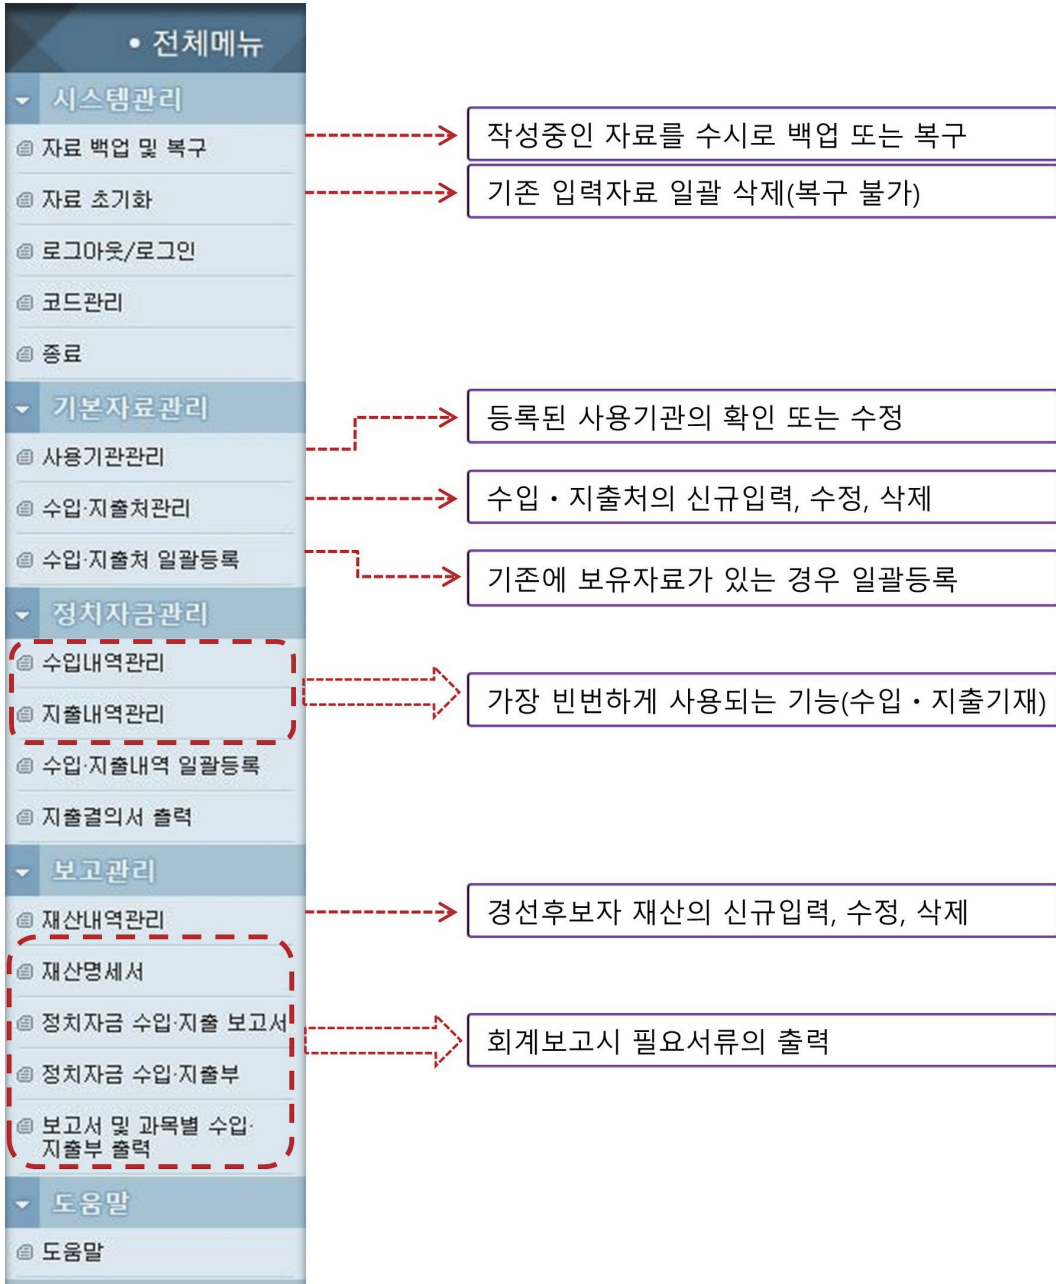 • 전체메뉴
시스템관리
자료 백업 및 복구
작성중인 자료를 수시로 백업 또는 복구
자료 초기화
기존 입력자료 일괄 삭제(복구 불가)
로그아웃/로그인
코드관리
종료
기본자료관리
사용기관관리
등록된 사용기관의 확인 또는 수정
수입·지출처관리
수입・지출처의 신규입력, 수정, 삭제
수입·지출처 일괄등록
기존에 보유자료가 있는 경우 일괄등록
정치자금관리
수입내역관리
지출내역관리
가장 빈번하게 사용되는 기능(수입・지출기재)
수입·지출내역 일괄등록
지출결의서 출력
보고관리
재산내역관리
경선후보자 재산의 신규입력, 수정, 삭제
재산명세서
정치자금 수입·지출 보고서
정치자금 수입·지출부
보고서 및 과목별 수입·
지출부 출력
회계보고시 필요서류의 출력
도움말
도움말